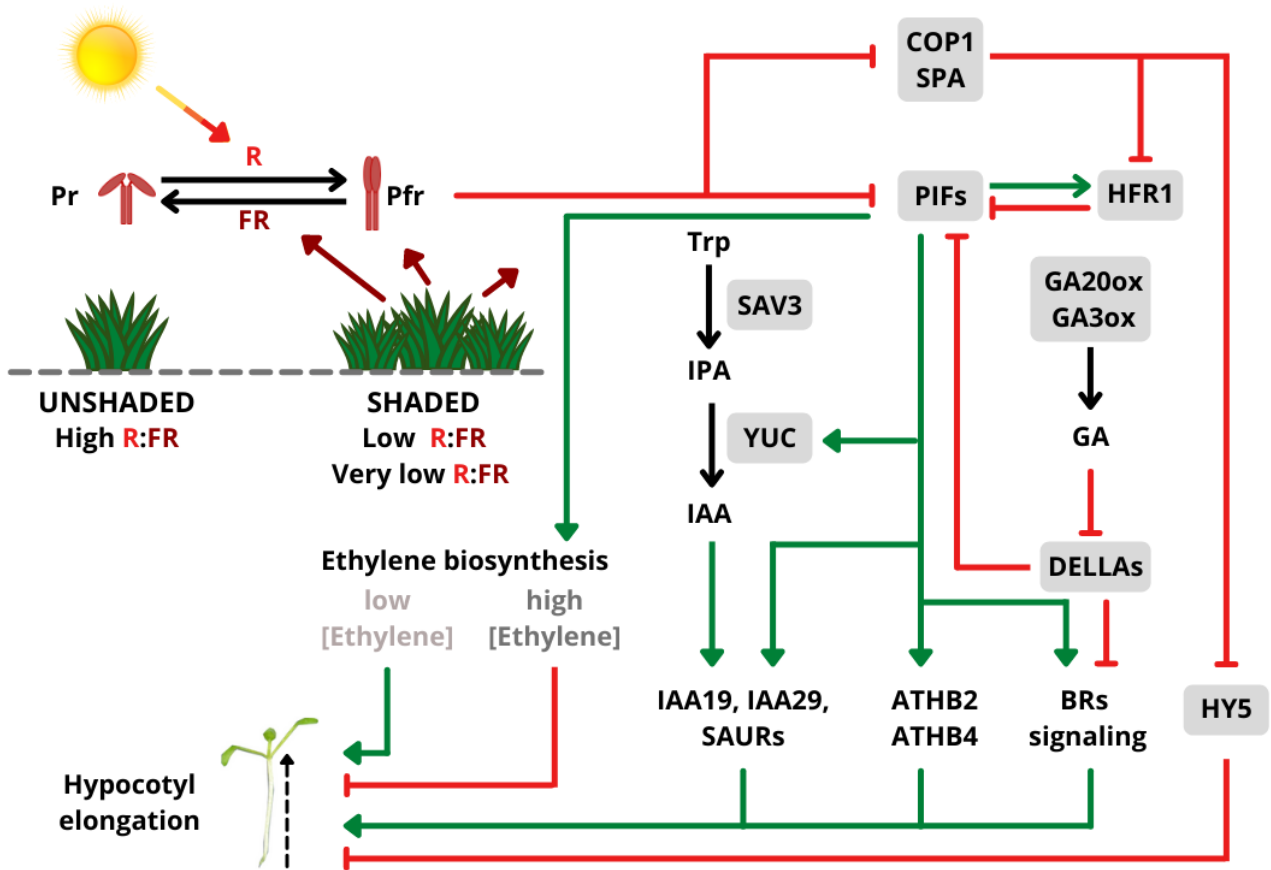 COP1
SPA
R
Pr
Pfr
FR
PIFs
HFR1
Trp
SAV3
GA20ox
GA3ox
IPA
UNSHADED
High R:FR
SHADED
Low R:FR
Very low R:FR
YUC
GA
IAA
Ethylene biosynthesis
low
[Ethylene]
high
[Ethylene]
DELLAs
IAA19, IAA29,
SAURs
ATHB2
ATHB4
BRs
signaling
HY5
Hypocotyl
elongation